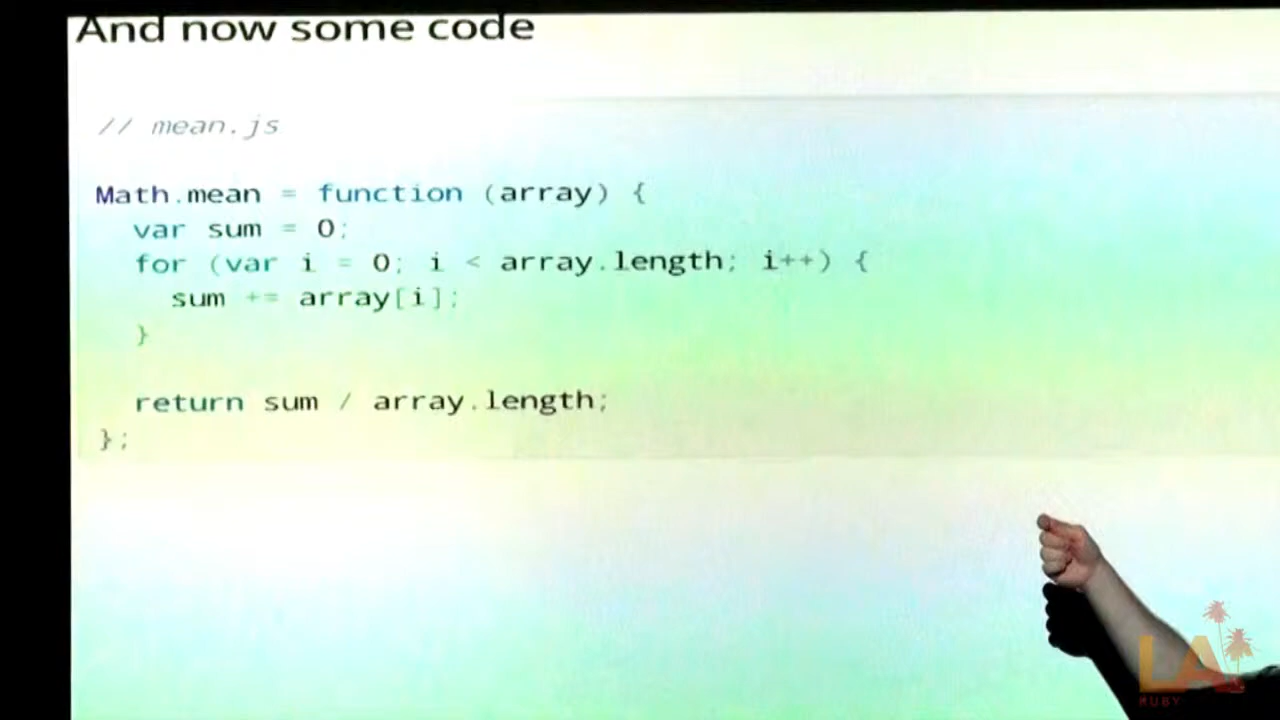 And now some code
// mean.js
Math.mean = function (array) {
var sum = 0;
for (var i = 0; i < array.length; i++) {
sum += array[i];
}
return sum / array.length;
};
LA
RUBY